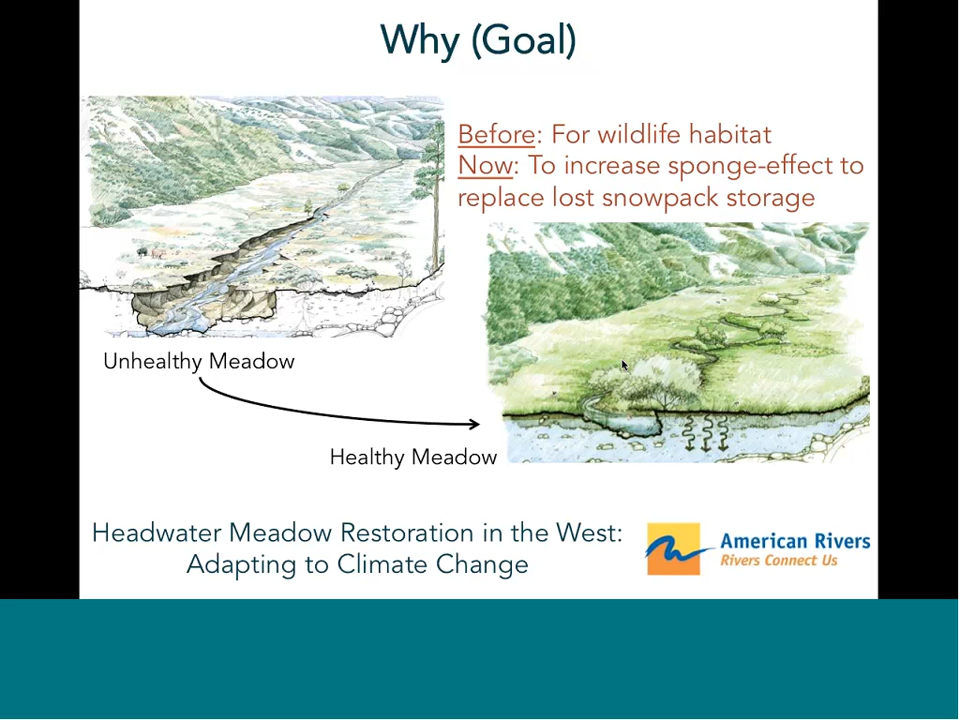 Why (Goal)
Before: For wildlife habitat
Now: To increase sponge-effect to
replace lost snowpack storage
Unhealthy Meadow
Healthy Meadow
Headwater Meadow Restoration in the West:
Adapting to Climate Change
American Rivers
Rivers Connect Us